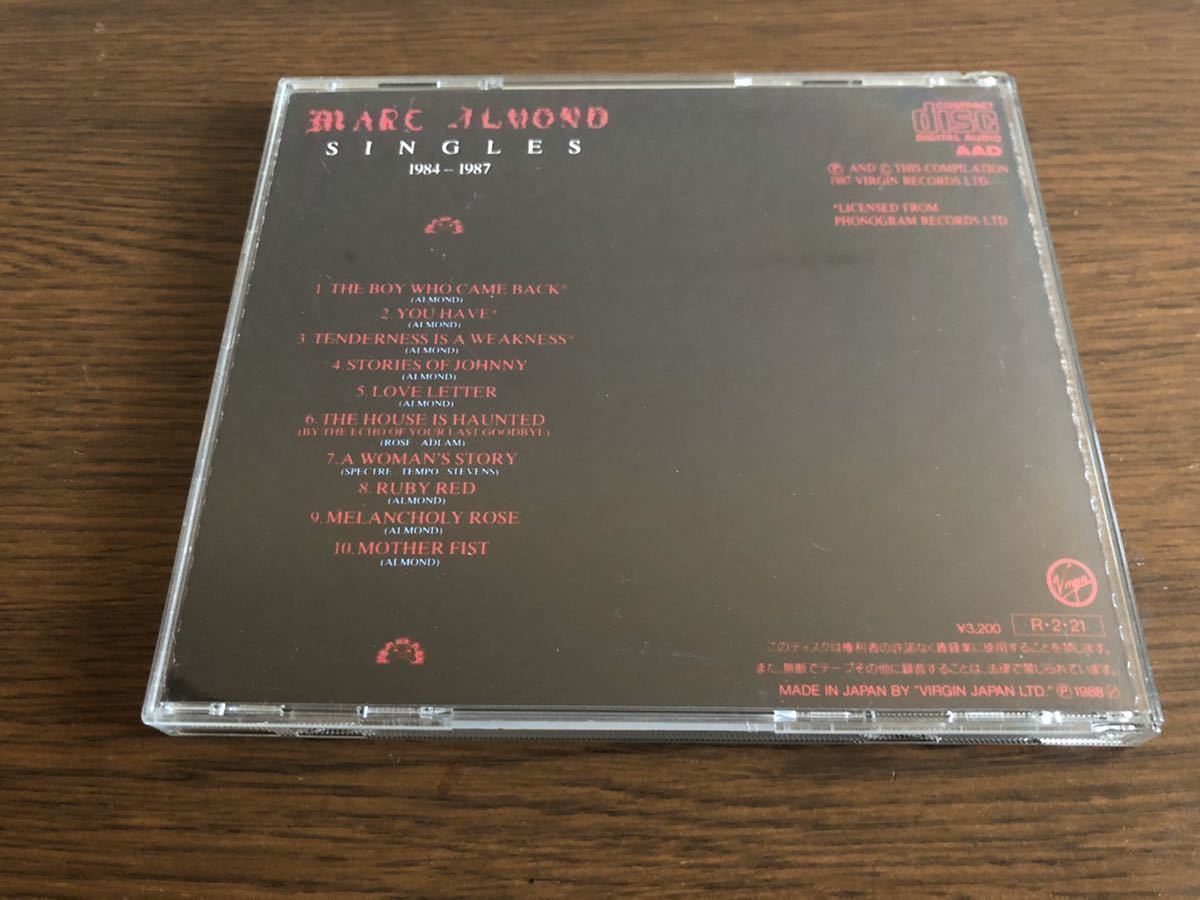 MARC ALMOND
SINGLES
1984 - 1987
COMPACT
disc
DIGITAL AUDIO
AAD
Ⓟ AND © THIS COMPILATION
1987 VIRGIN RECORDS LTD
*LICENSED FROM
PHONOGRAM RECORDS LTD
1. THE BOY WHO CAME BACK*
(ALMOND)
2. YOU HAVE*
(ALMOND)
3. TENDERNESS IS A WEAKNESS*
(ALMOND)
4. STORIES OF JOHNNY
(ALMOND)
5. LOVE LETTER
(ALMOND)
6. THE HOUSE IS HAUNTED
(BY THE ECHO OF YOUR LAST GOODBYE)
(ROSE ADLAM)
7. A WOMAN'S STORY
(SPECTRE TEMPO STEVENS)
8. RUBY RED
(ALMOND)
9. MELANCHOLY ROSE
(ALMOND)
10. MOTHER FIST
(ALMOND)
Virgin
¥3,200 R・2・21
このディスクは権利者の許諾なく賃貸業に使用することを禁じます。
また、無断でテープその他に録音することは、法律で禁じられています。
MADE IN JAPAN BY "VIRGIN JAPAN LTD." Ⓟ1988